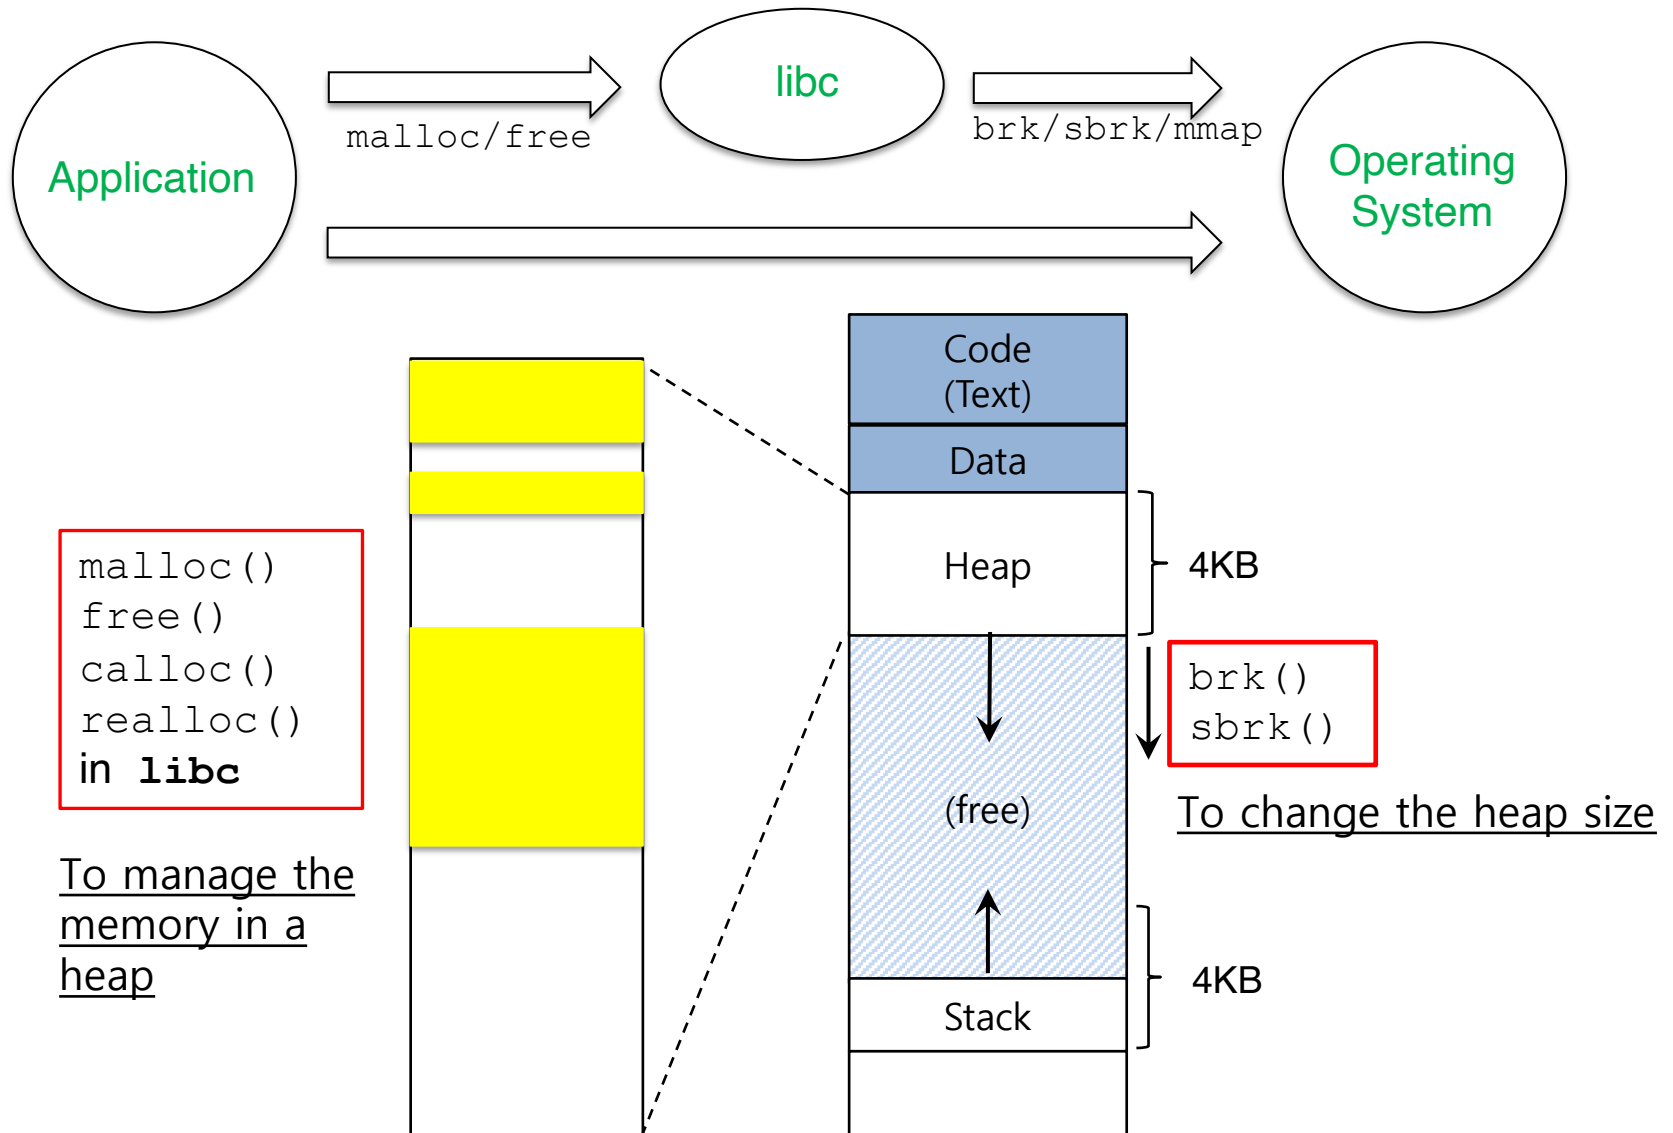 Application
malloc/free
libc
brk/sbrk/mmap
Operating
System
Code
(Text)
Data
Heap
4KB
malloc()
free()
calloc()
realloc()
in libc
To manage the
memory in a
heap
brk()
sbrk()
To change the heap size
(free)
4KB
Stack